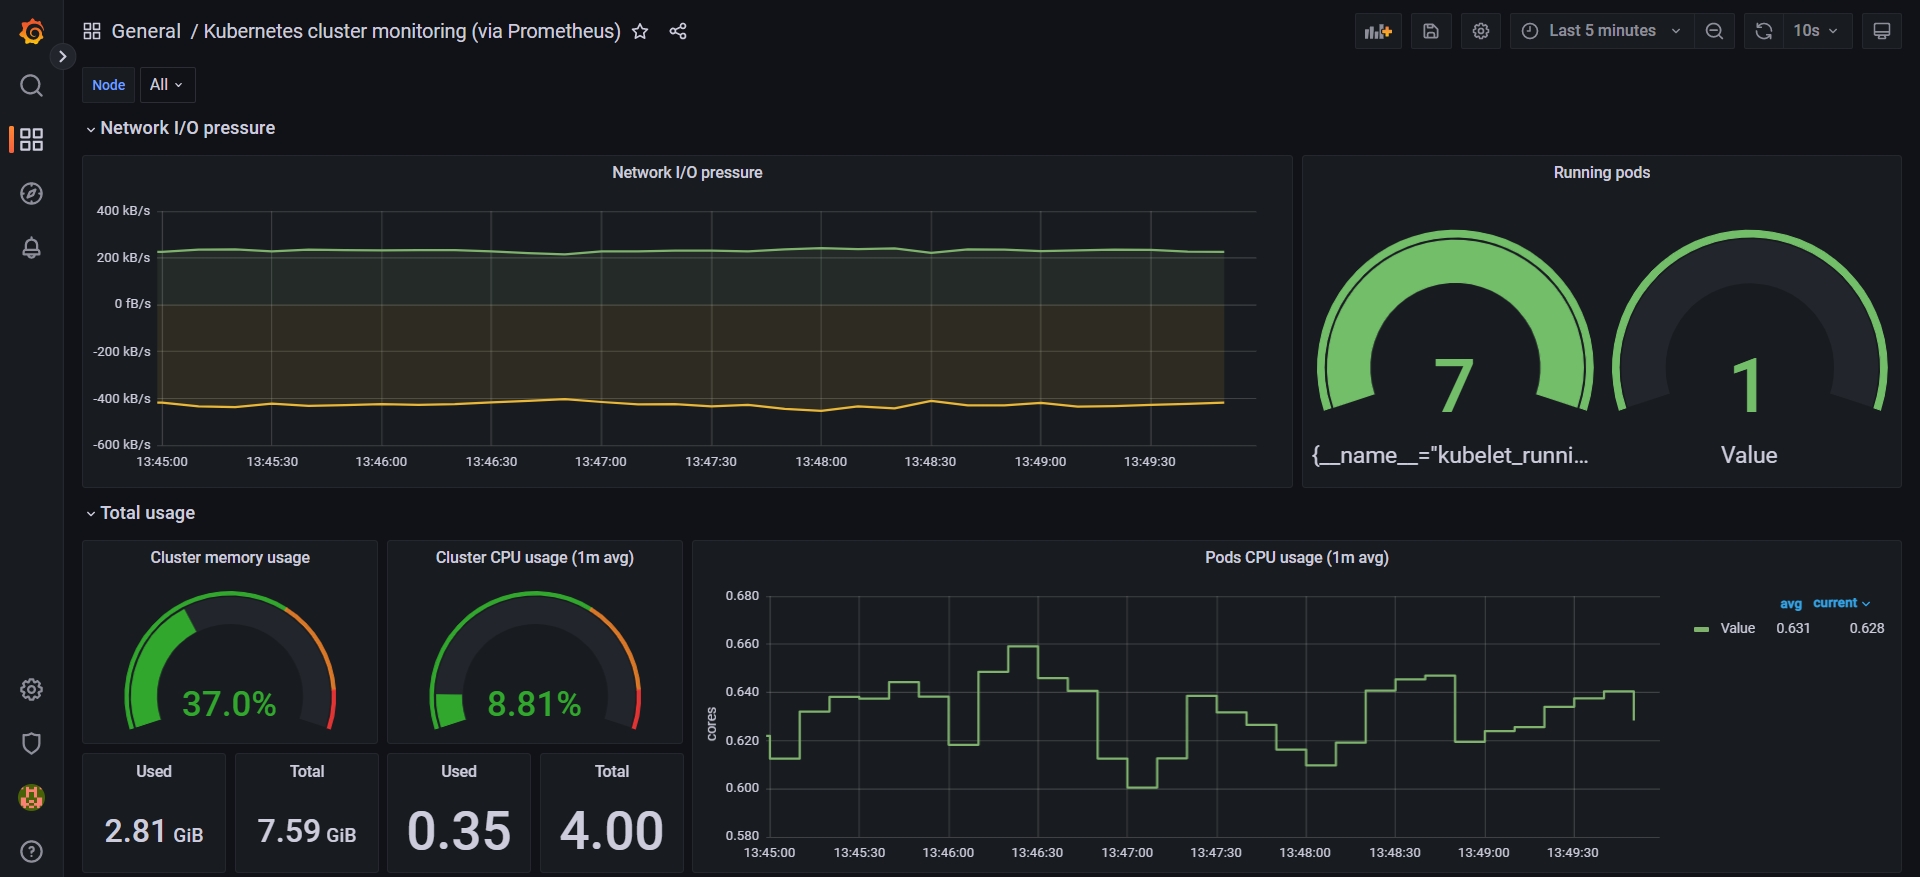 General / Kubernetes cluster monitoring (via Prometheus)
Last 5 minutes
10s
Node
All
Network I/O pressure
Network I/O pressure
400 kB/s
200 kB/s
0 fB/s
-200 kB/s
-400 kB/s
-600 kB/s
13:45:00 13:45:30 13:46:00 13:46:30 13:47:00 13:47:30 13:48:00 13:48:30 13:49:00 13:49:30
Running pods
7
{__name__="kubelet_runni...
1
Value
Total usage
Cluster memory usage
37.0%
Cluster CPU usage (1m avg)
8.81%
Used
2.81 GiB
Total
7.59 GiB
Used
0.35
Total
4.00
Pods CPU usage (1m avg)
cores
0.680
0.660
0.640
0.620
0.600
0.580
13:45:00 13:45:30 13:46:00 13:46:30 13:47:00 13:47:30 13:48:00 13:48:30 13:49:00 13:49:30
avg current
Value 0.631 0.628